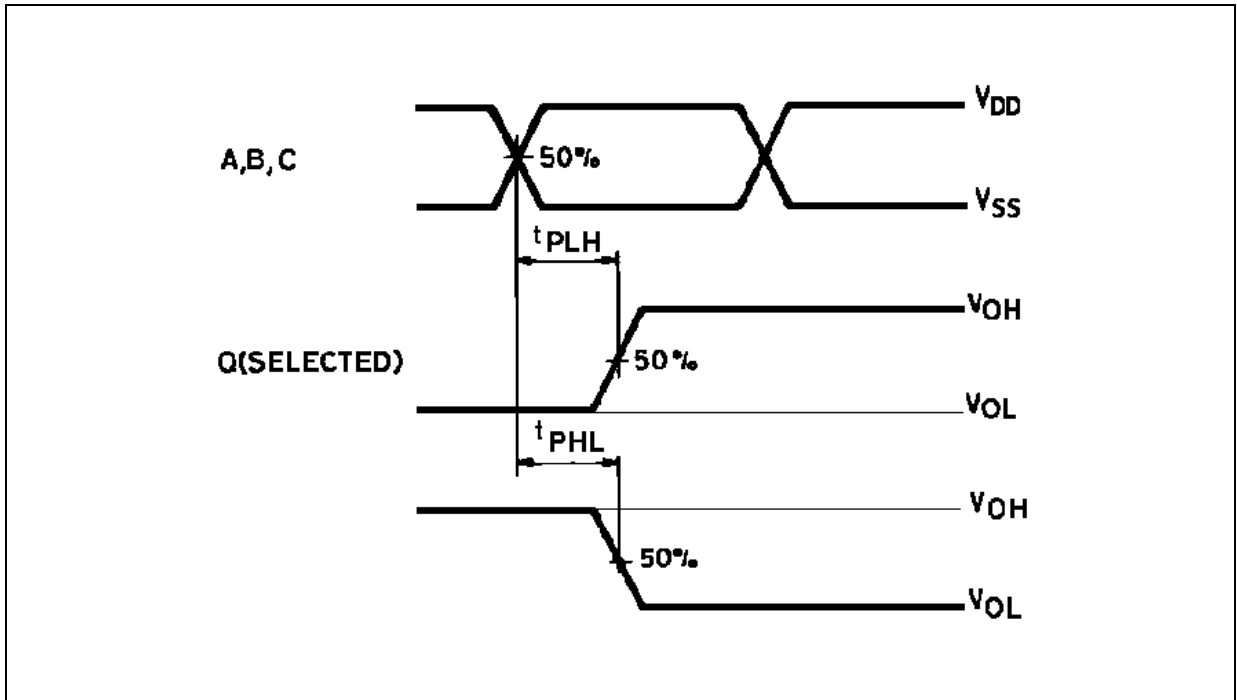 VDD
A,B,C 50%
VSS
tPLH
VOH
Q(SELECTED) 50%
VOL
tPHL
VOH
50%
VOL